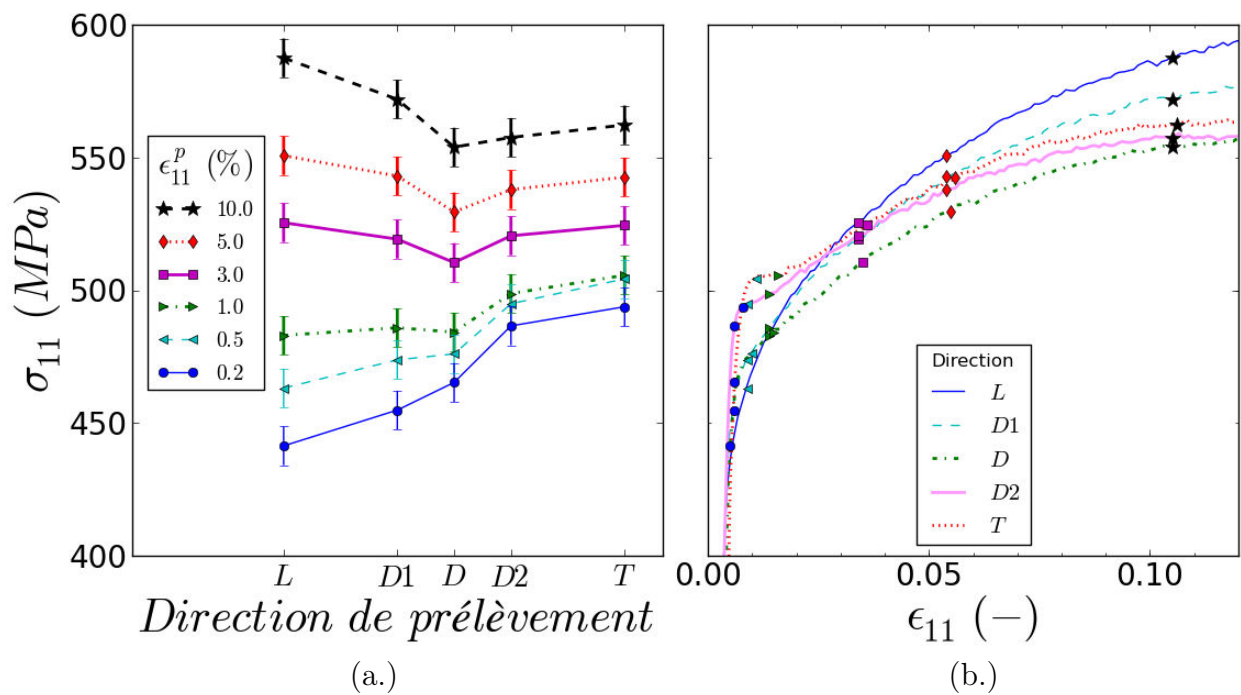 600
550
500
450
400
σ₁₁ (MPa)
ϵᵖ₁₁ (%)
10.0
5.0
3.0
1.0
0.5
0.2
L D1 D D2 T
Direction de prélèvement
(a.)
Direction
L
D1
D
D2
T
0.00 0.05 0.10
ϵ₁₁ (−)
(b.)